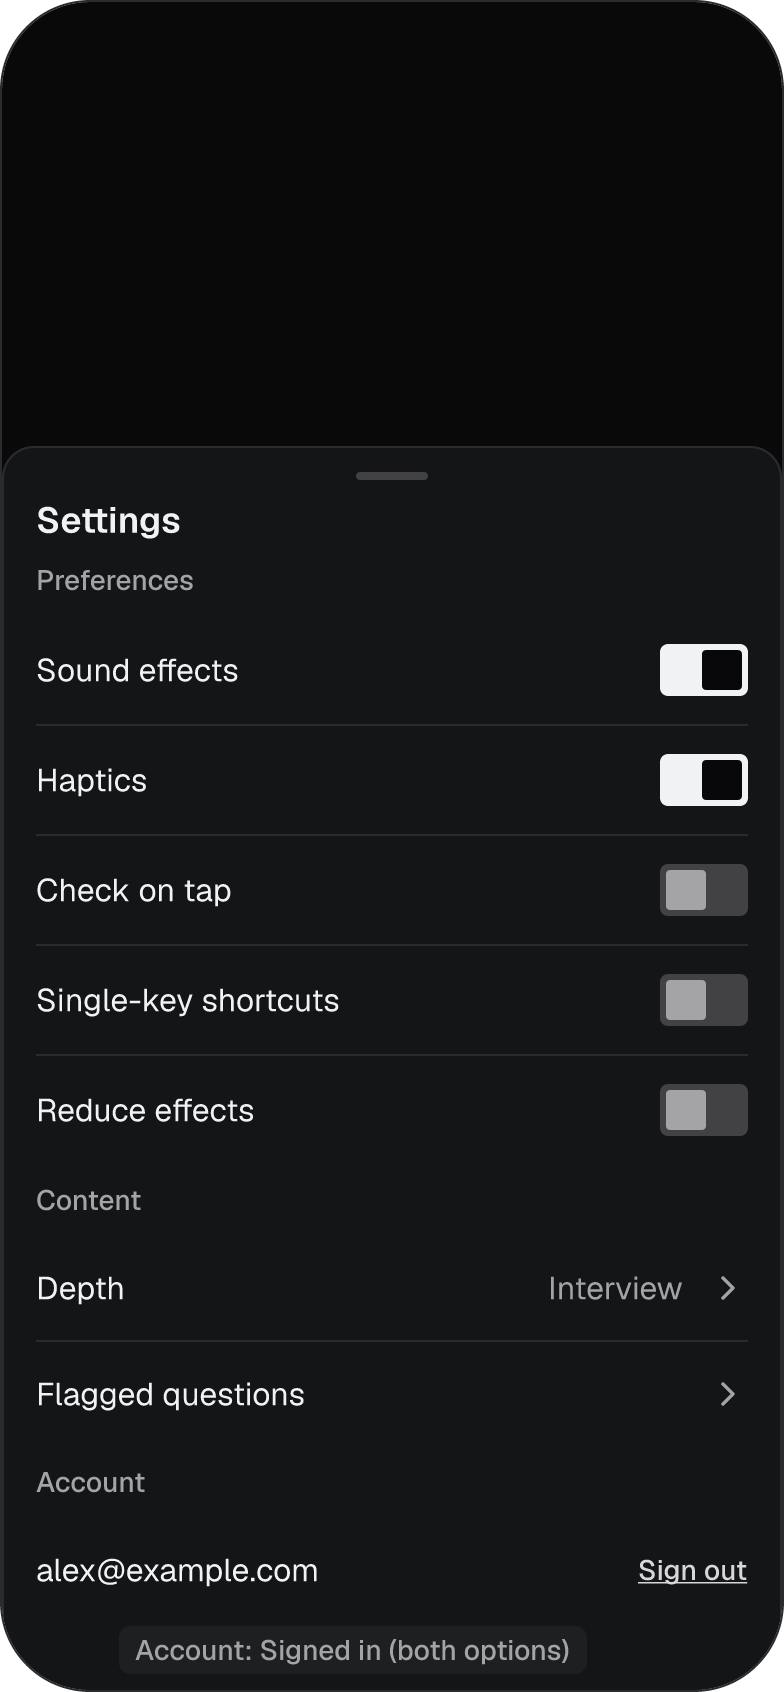 Settings
Preferences
Sound effects
Haptics
Check on tap
Single-key shortcuts
Reduce effects
Content
Depth Interview
Flagged questions
Account
alex@example.com Sign out
Account: Signed in (both options)